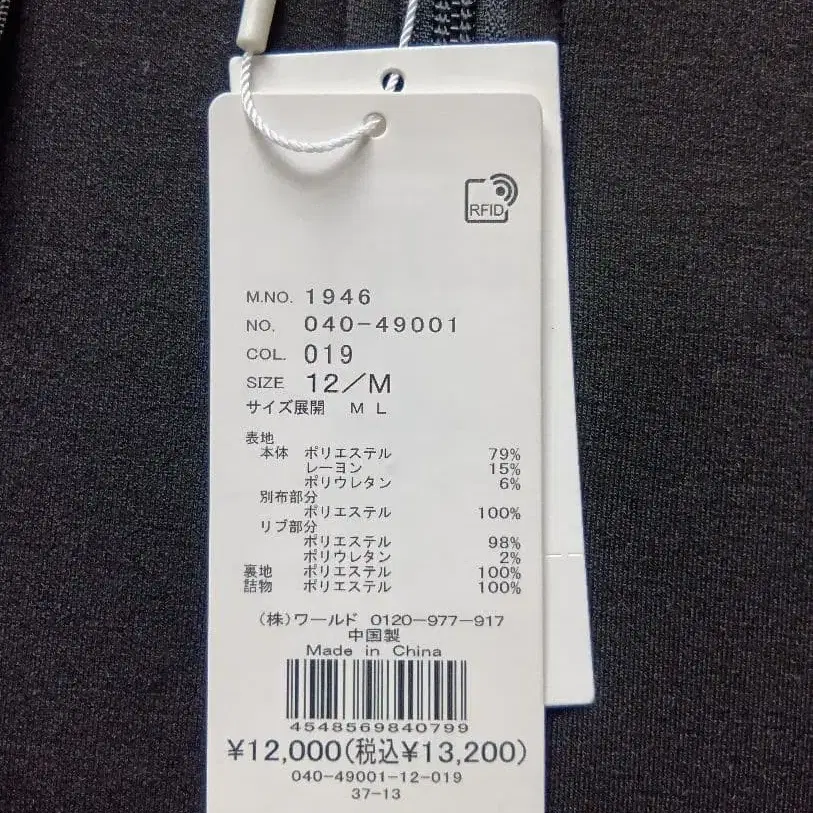 RFID
M.NO. 1946
NO. 040-49001
COL. 019
SIZE 12/M
サイズ展開 M L
表地
本体 ポリエステル 79%
レーヨン 15%
ポリウレタン 6%
別布部分
ポリエステル 100%
リブ部分
ポリエステル 98%
ポリウレタン 2%
裏地 ポリエステル 100%
詰物 ポリエステル 100%
(株)ワールド 0120-977-917
中国製
Made in China
4548569840799
¥12,000(税込¥13,200)
040-49001-12-019
37-13